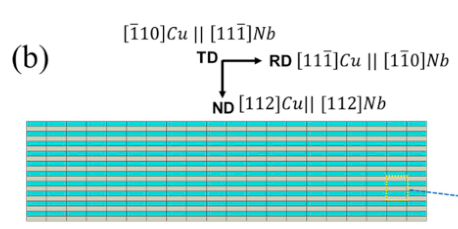 [1̅10]Cu || [111̅]Nb
(b)
TD RD [111̅]Cu || [11̅0]Nb
ND [112]Cu|| [112]Nb